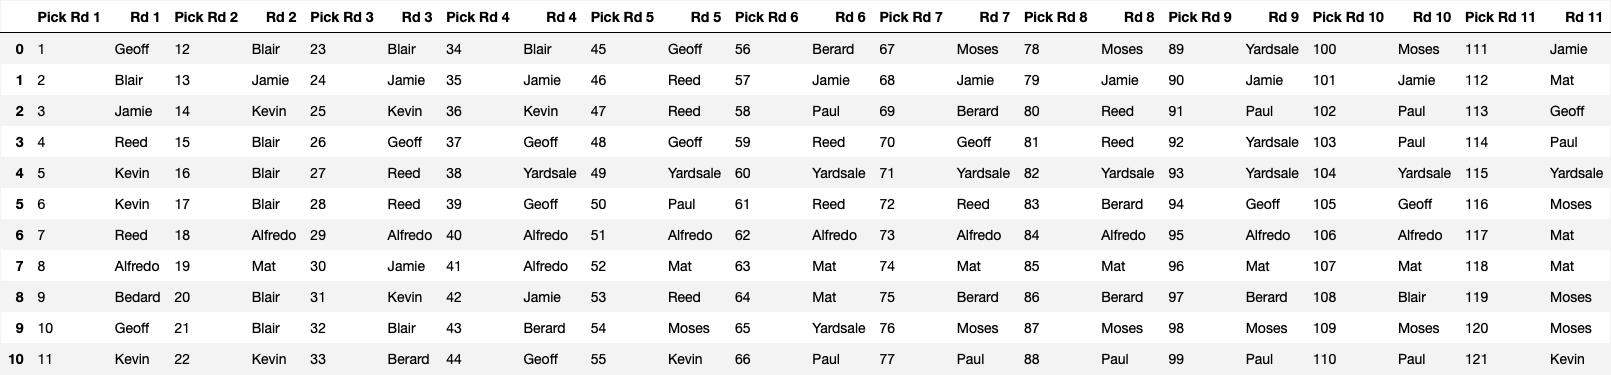 Pick Rd 1 Rd 1 Pick Rd 2 Rd 2 Pick Rd 3 Rd 3 Pick Rd 4 Rd 4 Pick Rd 5 Rd 5 Pick Rd 6 Rd 6 Pick Rd 7 Rd 7 Pick Rd 8 Rd 8 Pick Rd 9 Rd 9 Pick Rd 10 Rd 10 Pick Rd 11 Rd 11
0 1 Geoff 12 Blair 23 Blair 34 Blair 45 Geoff 56 Berard 67 Moses 78 Moses 89 Yardsale 100 Moses 111 Jamie
1 2 Blair 13 Jamie 24 Jamie 35 Jamie 46 Reed 57 Jamie 68 Jamie 79 Jamie 90 Jamie 101 Jamie 112 Mat
2 3 Jamie 14 Kevin 25 Kevin 36 Kevin 47 Reed 58 Paul 69 Berard 80 Reed 91 Paul 102 Paul 113 Geoff
3 4 Reed 15 Blair 26 Geoff 37 Geoff 48 Geoff 59 Reed 70 Geoff 81 Reed 92 Yardsale 103 Paul 114 Paul
4 5 Kevin 16 Blair 27 Reed 38 Yardsale 49 Yardsale 60 Yardsale 71 Yardsale 82 Yardsale 93 Yardsale 104 Yardsale 115 Yardsale
5 6 Kevin 17 Blair 28 Reed 39 Geoff 50 Paul 61 Reed 72 Reed 83 Berard 94 Geoff 105 Geoff 116 Moses
6 7 Reed 18 Alfredo 29 Alfredo 40 Alfredo 51 Alfredo 62 Alfredo 73 Alfredo 84 Alfredo 95 Alfredo 106 Alfredo 117 Mat
7 8 Alfredo 19 Mat 30 Jamie 41 Alfredo 52 Mat 63 Mat 74 Mat 85 Mat 96 Mat 107 Mat 118 Mat
8 9 Bedard 20 Blair 31 Kevin 42 Jamie 53 Reed 64 Mat 75 Berard 86 Berard 97 Berard 108 Blair 119 Moses
9 10 Geoff 21 Blair 32 Blair 43 Berard 54 Moses 65 Yardsale 76 Moses 87 Moses 98 Moses 109 Moses 120 Moses
10 11 Kevin 22 Kevin 33 Berard 44 Geoff 55 Kevin 66 Paul 77 Paul 88 Paul 99 Paul 110 Paul 121 Kevin